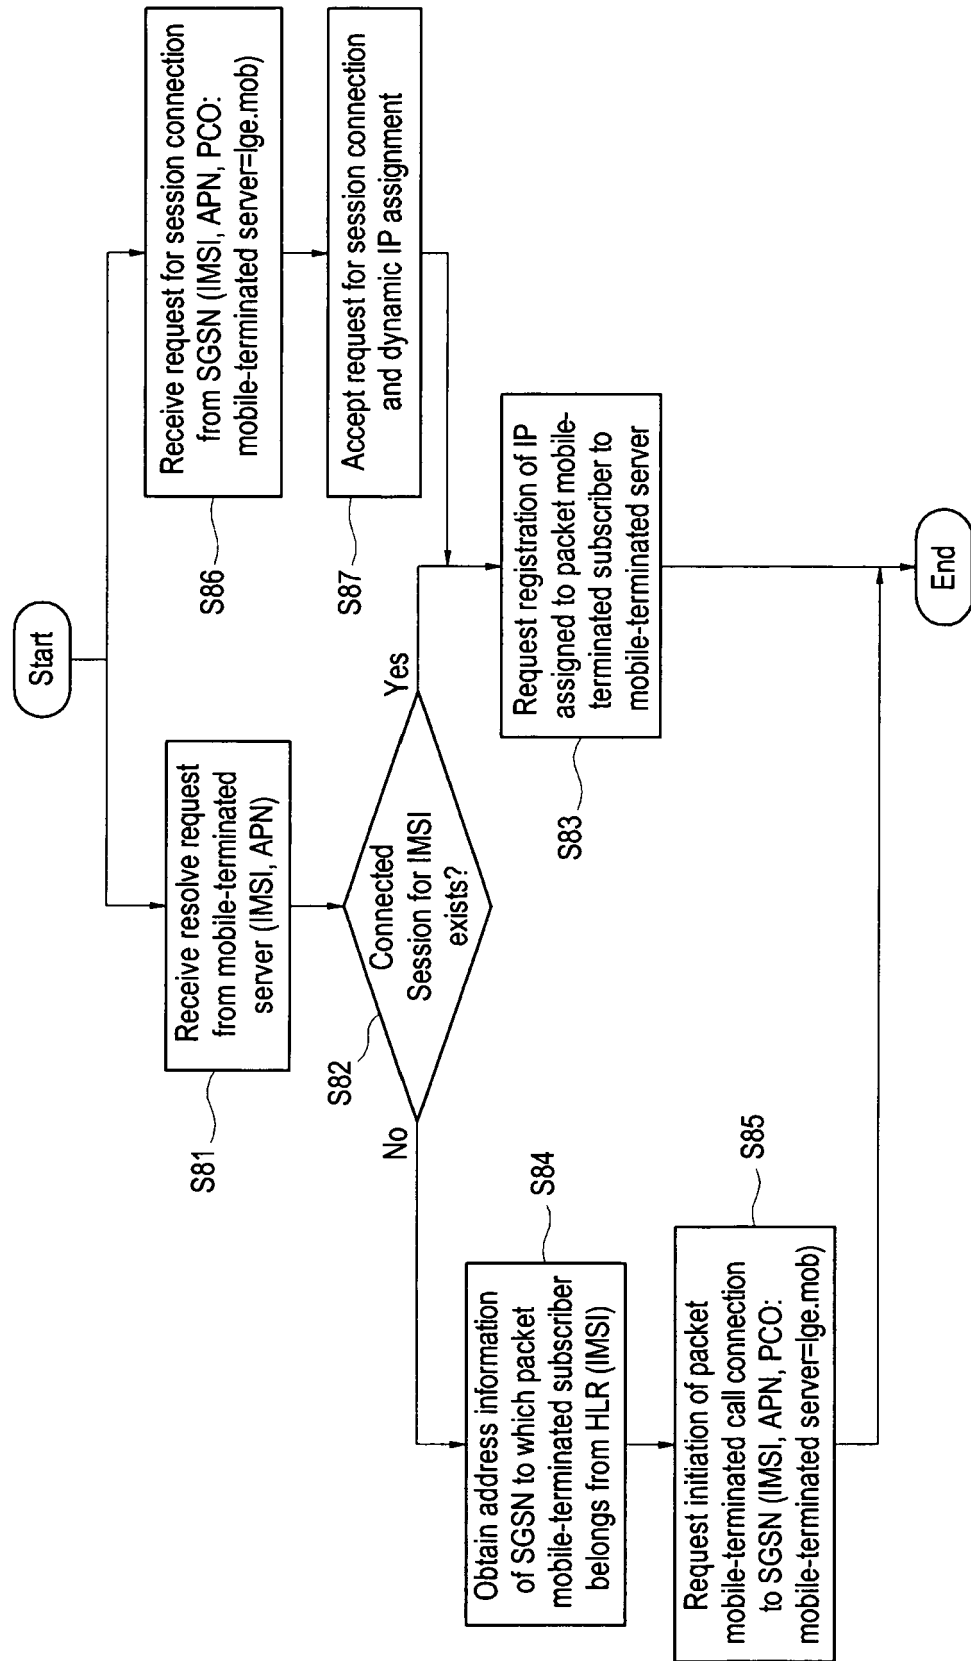 Start
Receive resolve request
from mobile-terminated
server (IMSI, APN)
S81
Connected
Session for IMSI
exists?
S82
No
Yes
Receive request for session connection
from SGSN (IMSI, APN, PCO:
mobile-terminated server=lge.mob)
S86
Accept request for session connection
and dynamic IP assignment
S87
Request registration of IP
assigned to packet mobile-
terminated subscriber to
mobile-terminated server
S83
Obtain address information
of SGSN to which packet
mobile-terminated subscriber
belongs from HLR (IMSI)
S84
Request initiation of packet
mobile-terminated call connection
to SGSN (IMSI, APN, PCO:
mobile-terminated server=lge.mob)
S85
End